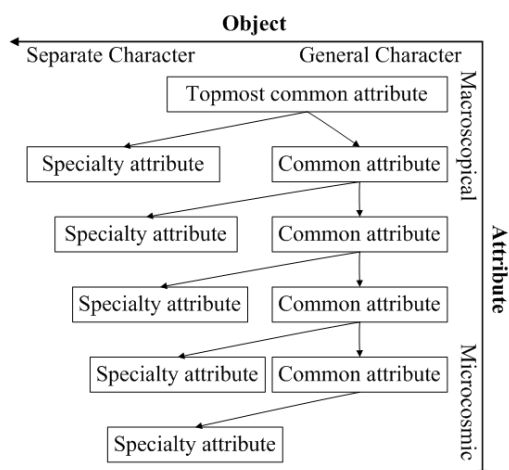 Object
Separate Character General Character
Topmost common attribute
Macroscopical
Specialty attribute Common attribute
Specialty attribute Common attribute
Attribute
Specialty attribute Common attribute
Specialty attribute Common attribute
Microcosmic
Specialty attribute